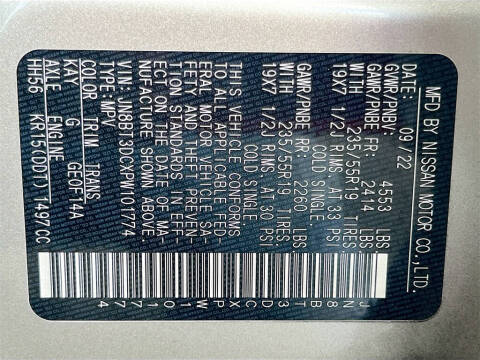 MFD BY NISSAN MOTOR CO.,LTD.
09/22
GVWR/PNBV: 4553 LBS
GAWR/PNBE FR: 2414 LBS
WITH 235/55R19 TIRES
19X7 1/2J RIMS, AT 33 PSI
COLD SINGLE.
GAWR/PNBE RR: 2260 LBS
WITH 235/55R19 TIRES
19X7 1/2J RIMS, AT 30 PSI
COLD SINGLE.
THIS VEHICLE CONFORMS
TO ALL APPLICABLE FED-
ERAL MOTOR VEHICLE SA-
FETY AND THEFT PREVEN-
TION STANDARDS IN EFF-
ECT ON THE DATE OF MA-
NUFACTURE SHOWN ABOVE.
VIN:JN8BT3DCXPW101774
TYPE:MPV
COLOR TRIM TRANS
KAY G GE0F14A
AXLE ENGINE
HH56 KR15(DDT) 1497CC
JN8BT3DCXPW101774